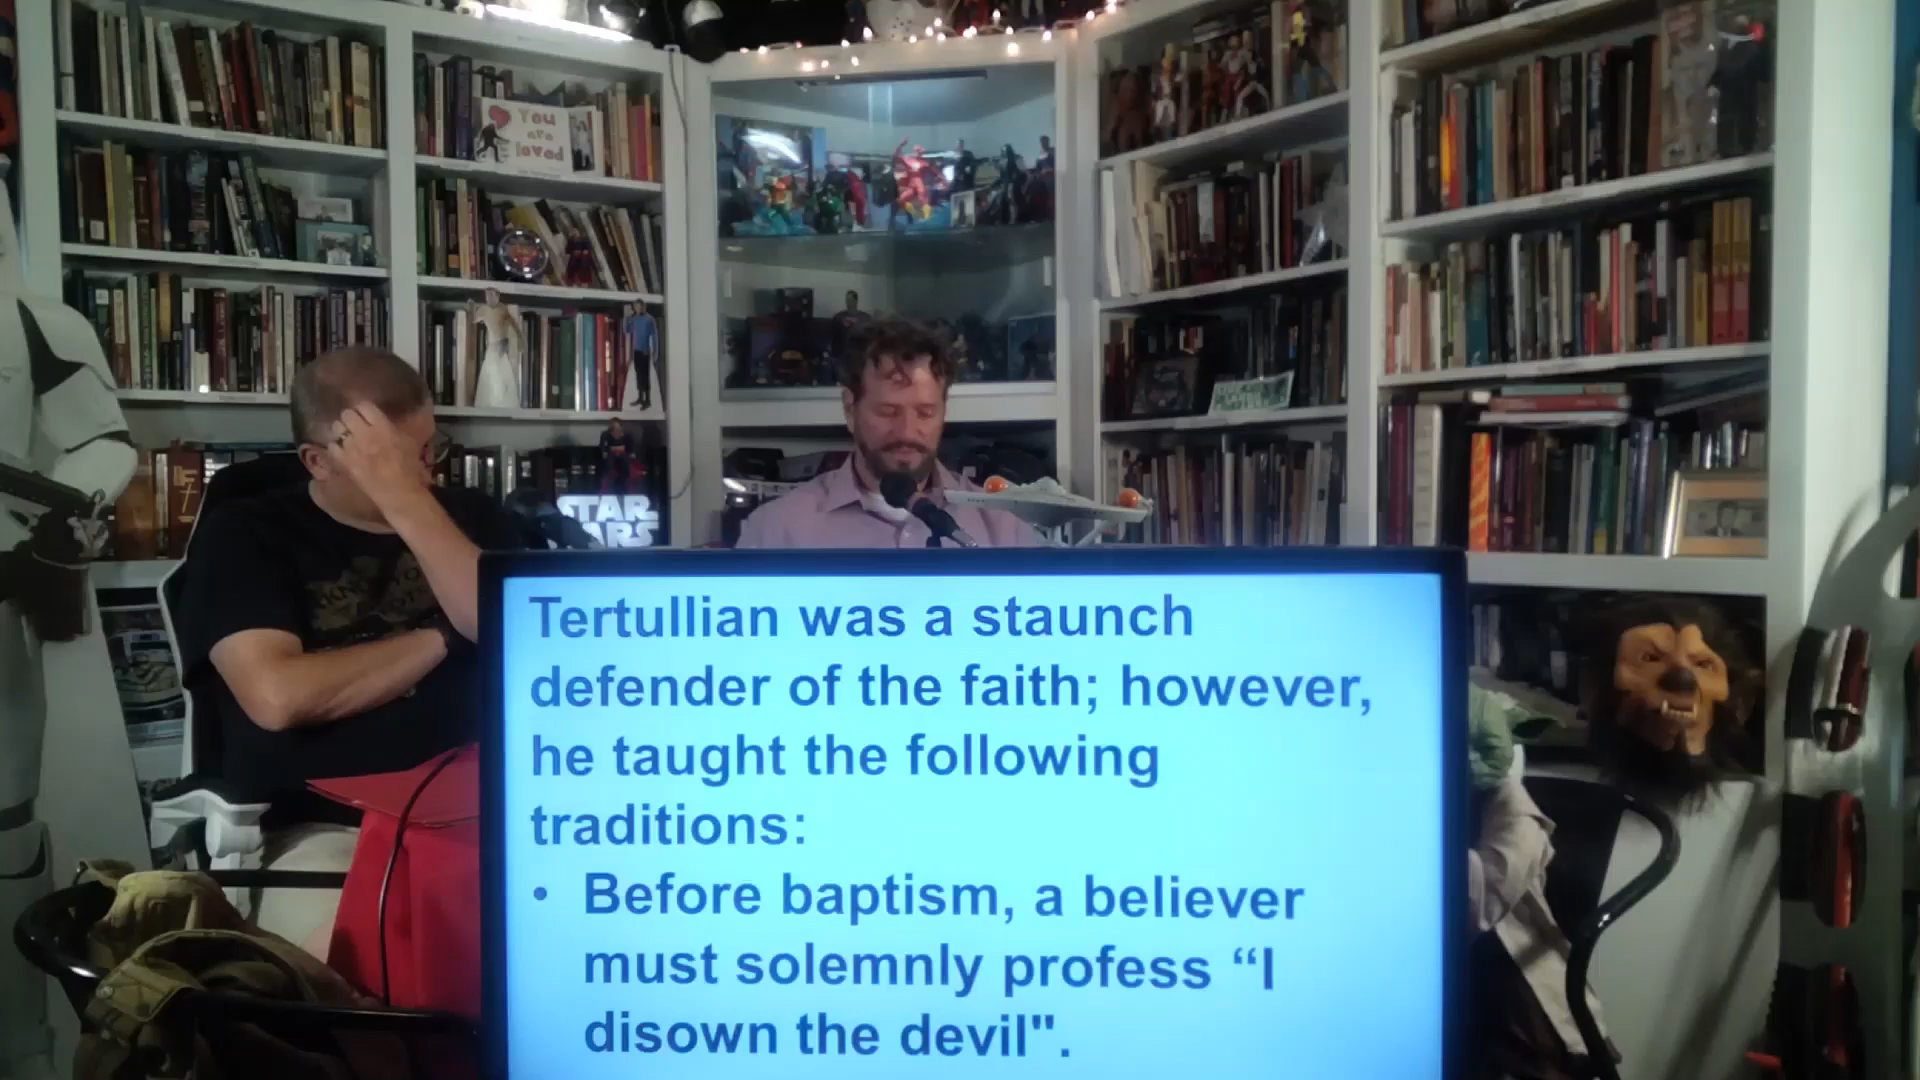 You
are
loved
STAR
WARS
Tertullian was a staunch
defender of the faith; however,
he taught the following
traditions:
• Before baptism, a believer
must solemnly profess “I
disown the devil".